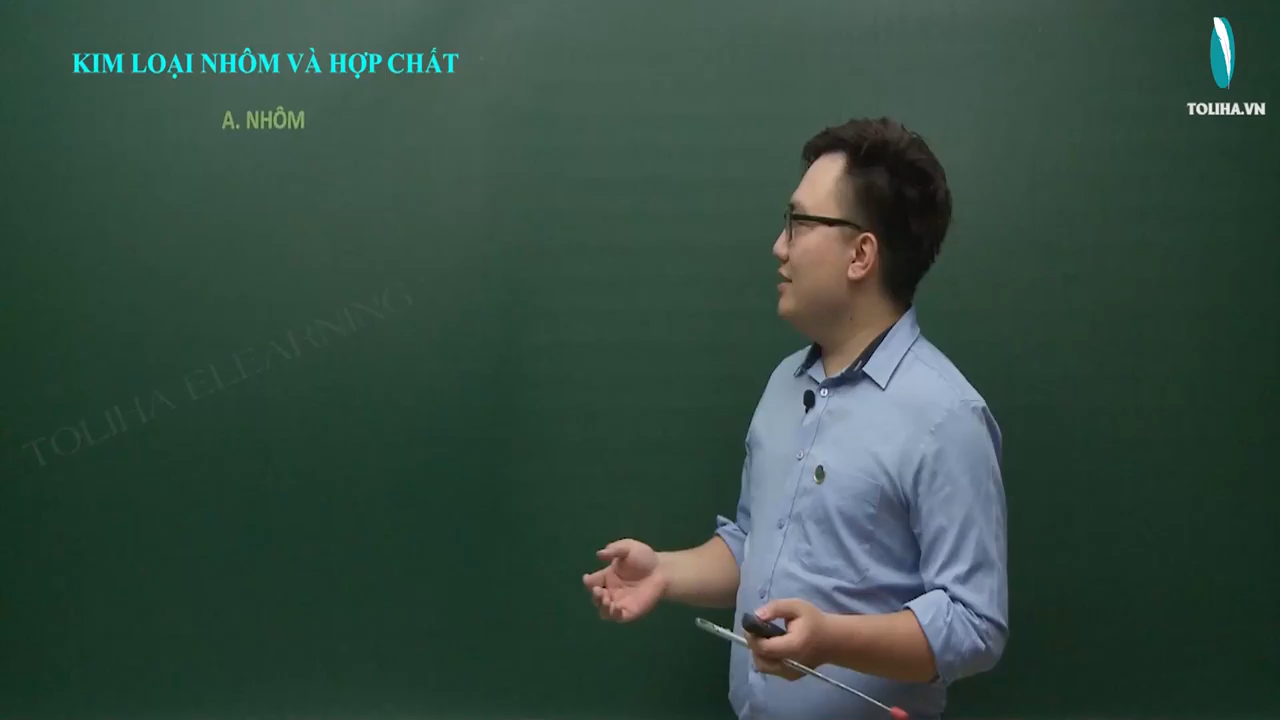 KIM LOẠI NHÔM VÀ HỢP CHẤT
A. NHÔM
TOLIHA.VN
TOLIHA ELEARNING